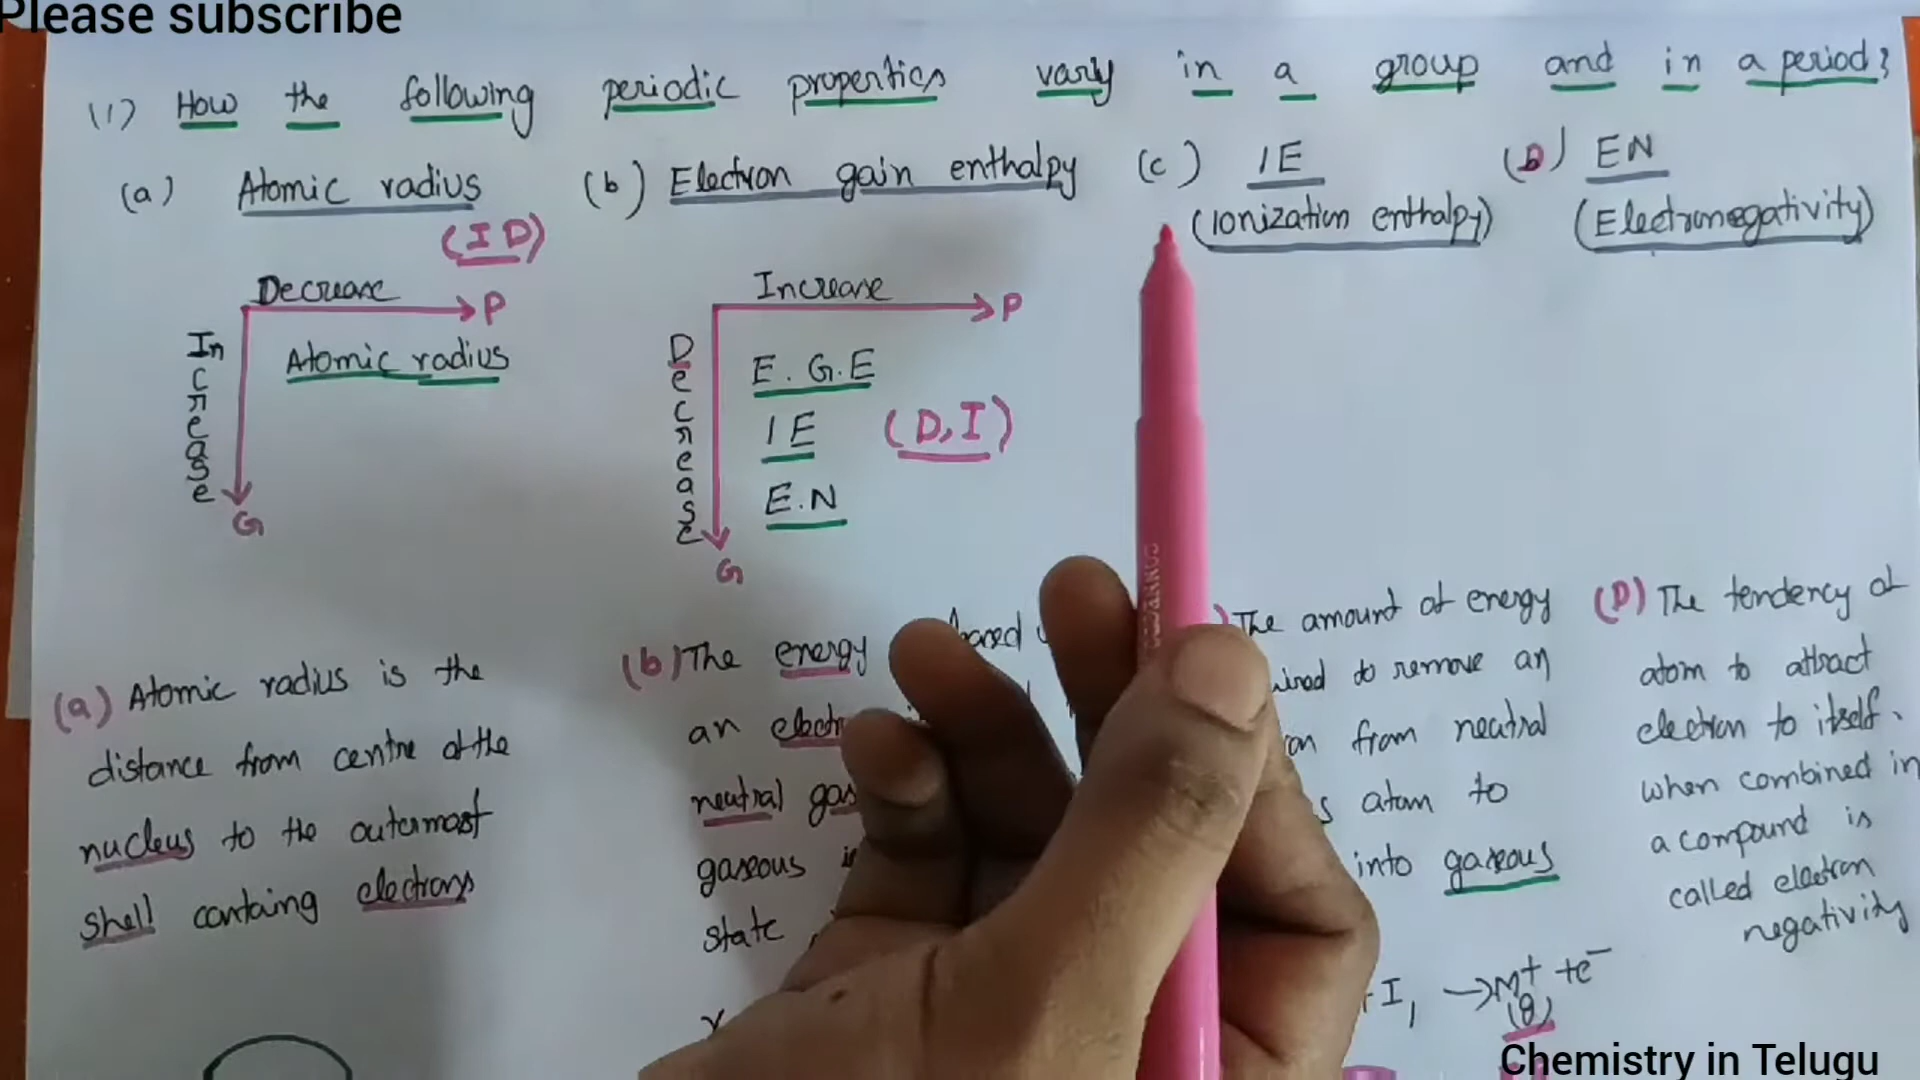 Please subscribe
(1) How the following periodic properties vary in a group and in a period?
(a) Atomic radius (b) Electron gain enthalpy (c) IE (D) EN
(ID) (Ionization enthalpy) (Electronegativity)
Decrease P
Increase
Atomic radius
G
Increase P
Decrease
E.G.E
IE (D,I)
E.N
G
(a) Atomic radius is the
distance from centre of the
nucleus to the outermost
shell containg electrons
(b) The energy
an
neutral
gaseous
state
The amount of energy
to remove an
from neutral
atom to
into gaseous
I₁ → M⁺ + e⁻
(g)
(D) The tendency of
atom to attract
electron to itself.
when combined in
a compound is
called electron
negativity
Chemistry in Telugu